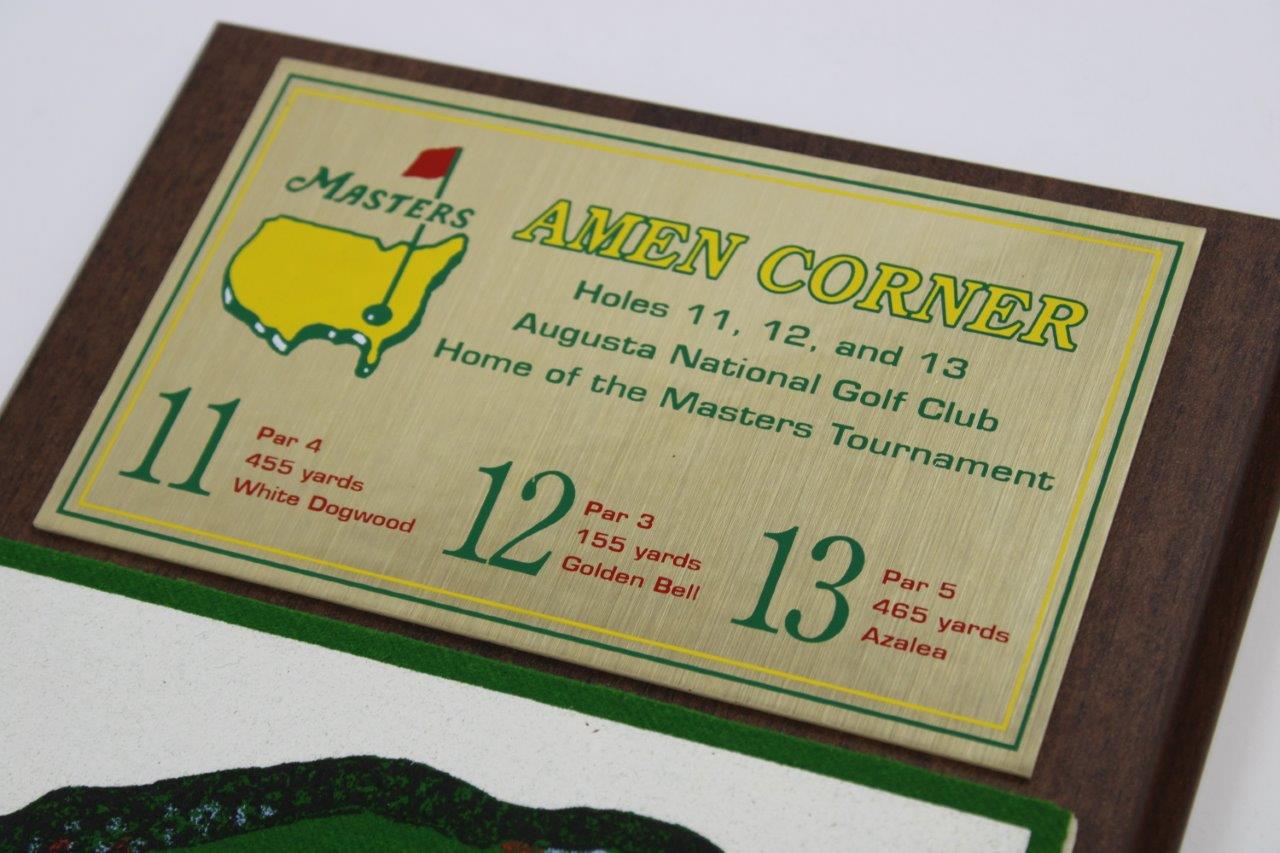 Masters
AMEN CORNER
Holes 11, 12, and 13
Augusta National Golf Club
Home of the Masters Tournament
11
Par 4
455 yards
White Dogwood
12
Par 3
155 yards
Golden Bell
13
Par 5
465 yards
Azalea